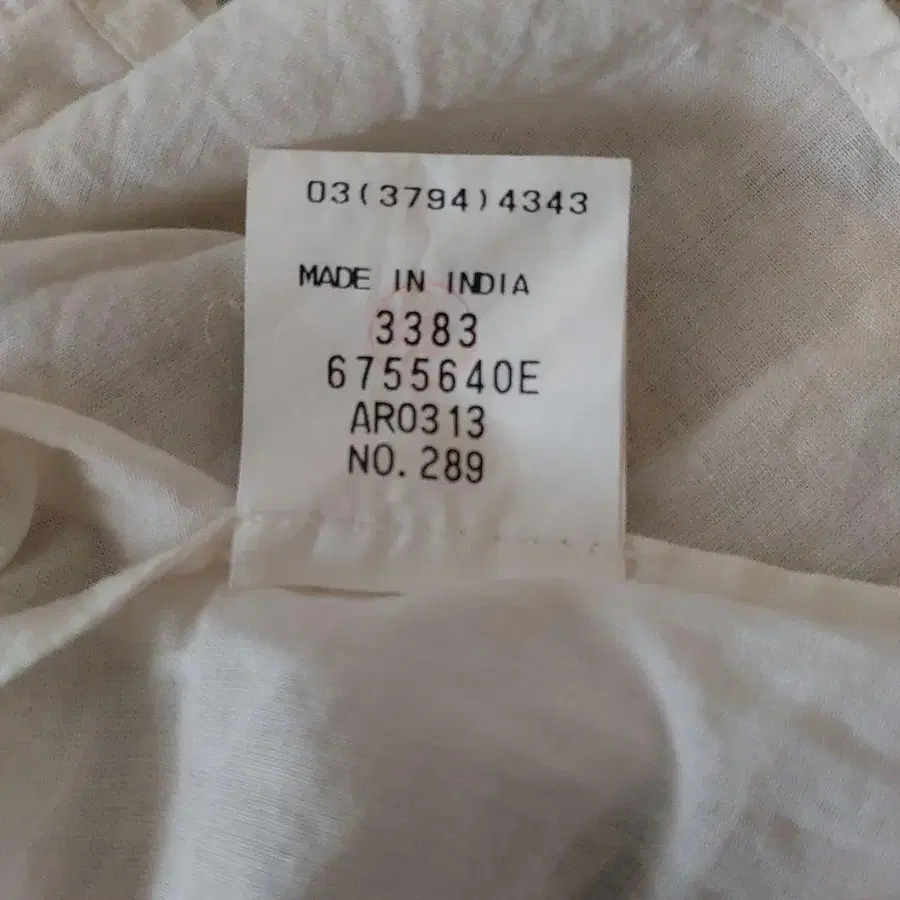 03(3794)4343
MADE IN INDIA
3383
6755640E
AR0313
NO. 289